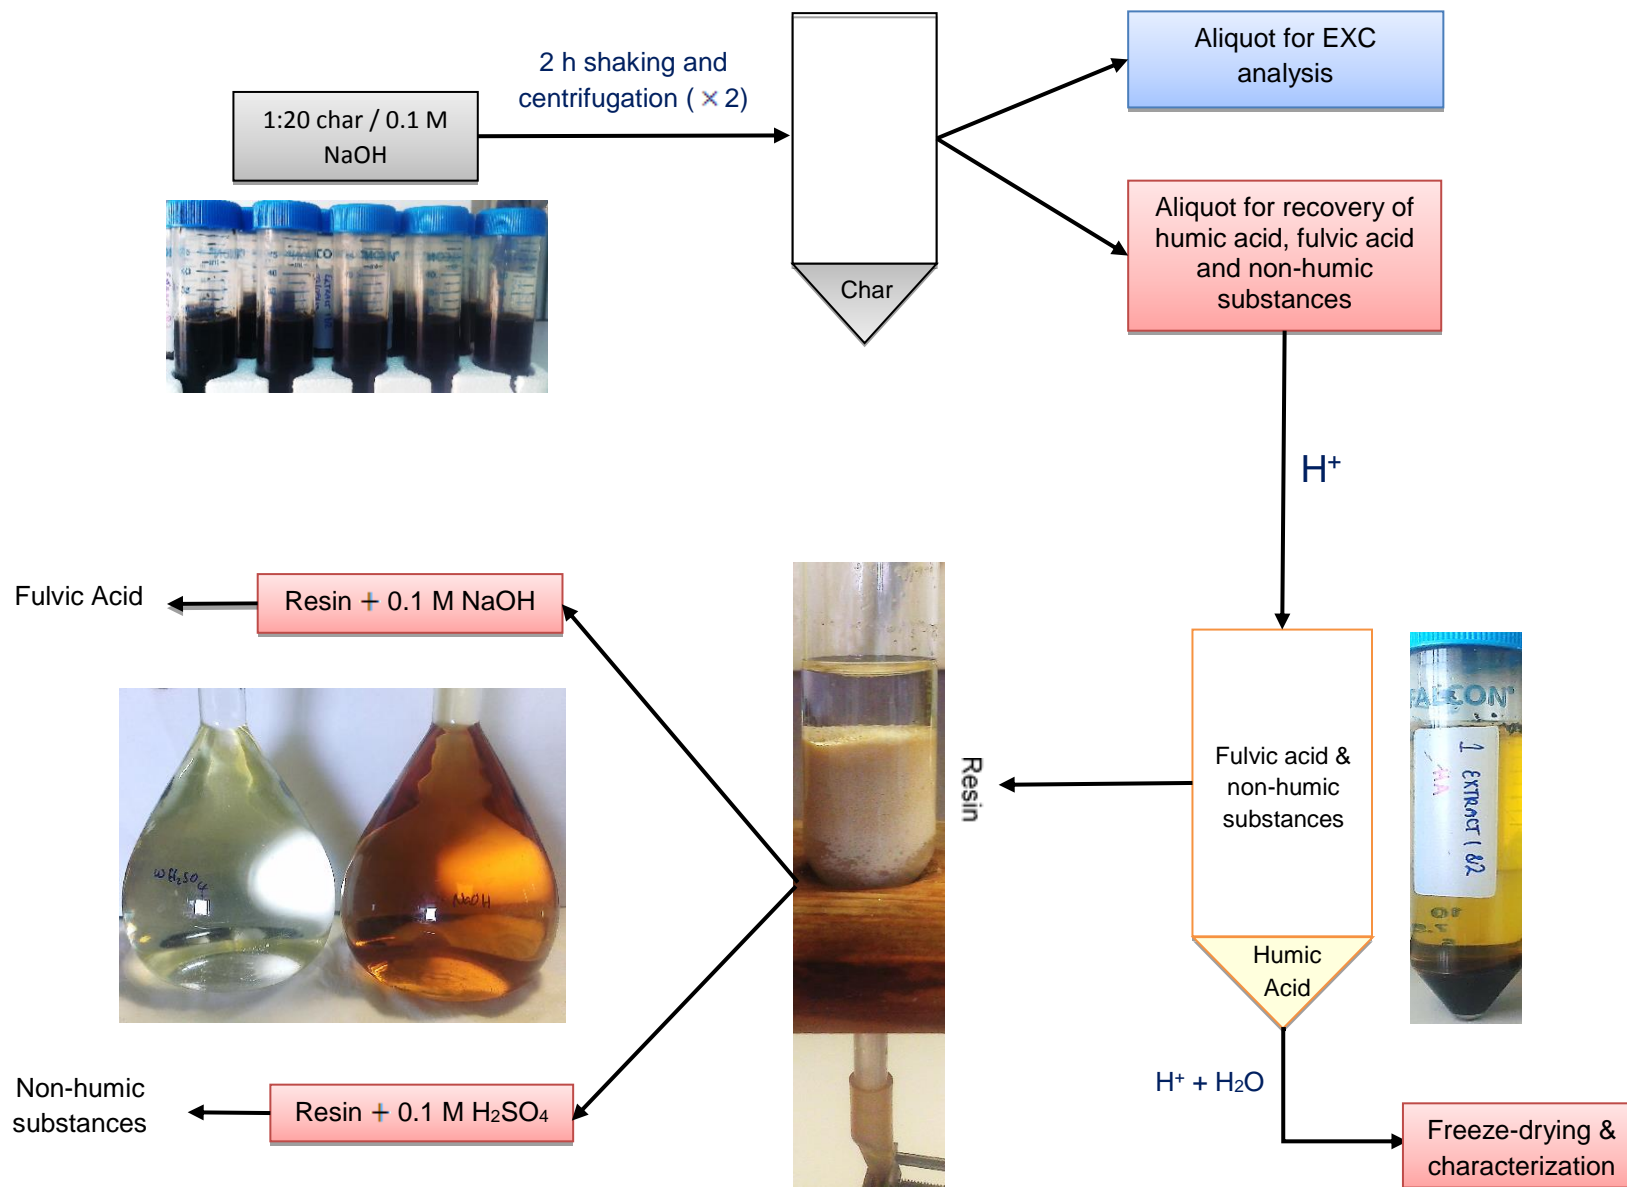 2 h shaking and
centrifugation ( × 2)
1:20 char / 0.1 M
NaOH
Char
Aliquot for EXC
analysis
Aliquot for recovery of
humic acid, fulvic acid
and non-humic
substances
H⁺
Fulvic acid &
non-humic
substances
Humic
Acid
FALCON
1 EXTRACT 1 &2
H⁺ + H₂O
Freeze-drying &
characterization
Resin
Resin + 0.1 M NaOH
Fulvic Acid
H₂SO₄
NaOH
Resin + 0.1 M H₂SO₄
Non-humic
substances